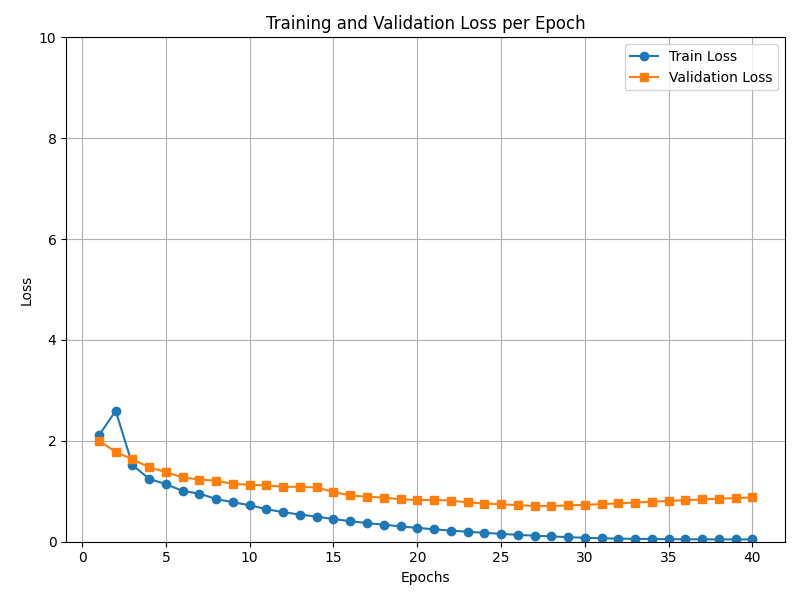 Training and Validation Loss per Epoch
Train Loss
Validation Loss
10
8
6
4
2
0
Loss
0 5 10 15 20 25 30 35 40
Epochs